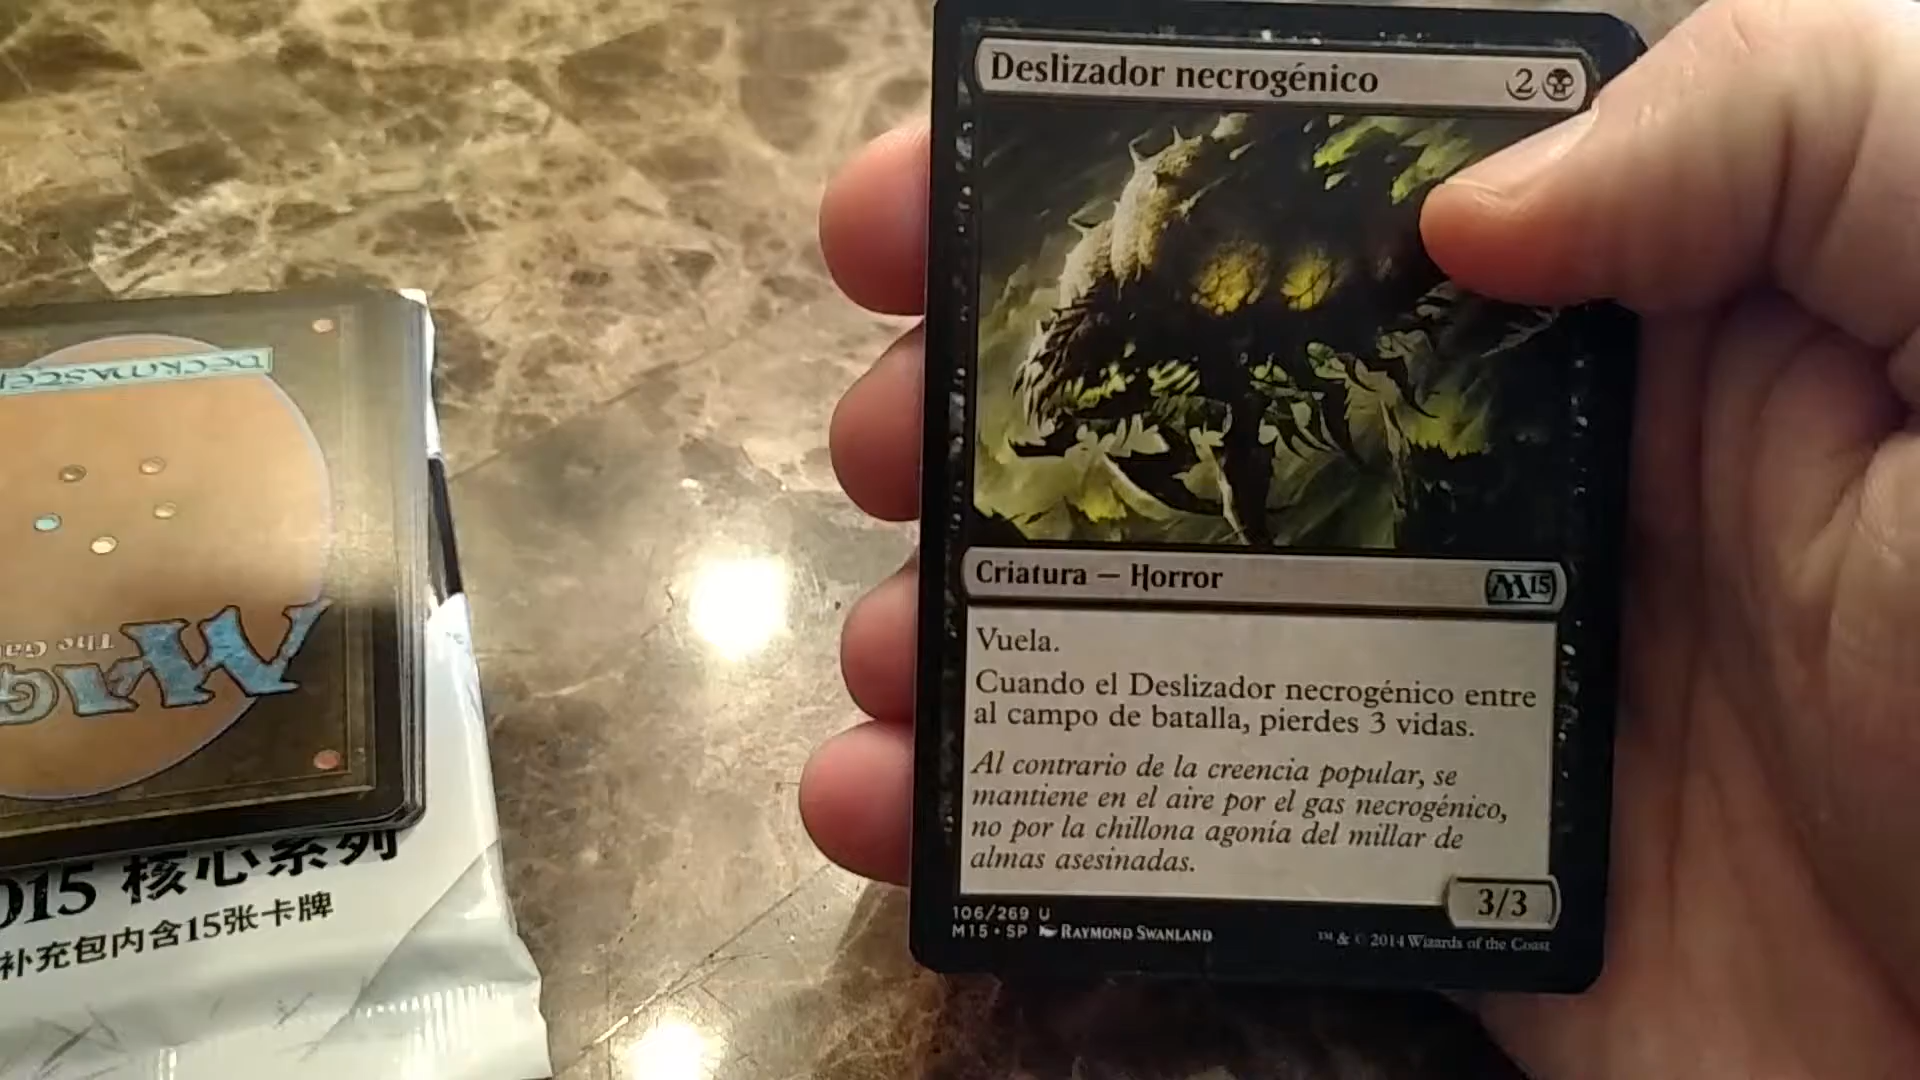 Deslizador necrogénico 2
Criatura — Horror
M15
Vuela.
Cuando el Deslizador necrogénico entre
al campo de batalla, pierdes 3 vidas.
Al contrario de la creencia popular, se
mantiene en el aire por el gas necrogénico,
no por la chillona agonía del millar de
almas asesinadas.
3/3
106/269 U
M15 • SP RAYMOND SWANLAND
™ & © 2014 Wizards of the Coast
The
015 核心系列
补充包内含15张卡牌